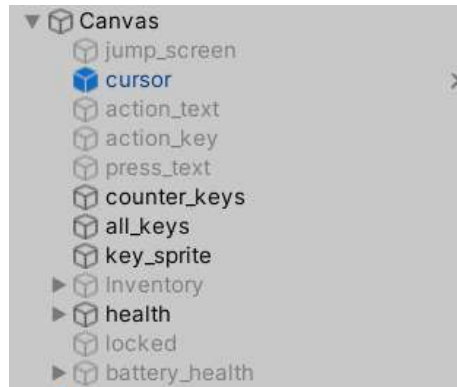 Canvas
jump_screen
cursor
action_text
action_key
press_text
counter_keys
all_keys
key_sprite
Inventory
health
locked
battery_health